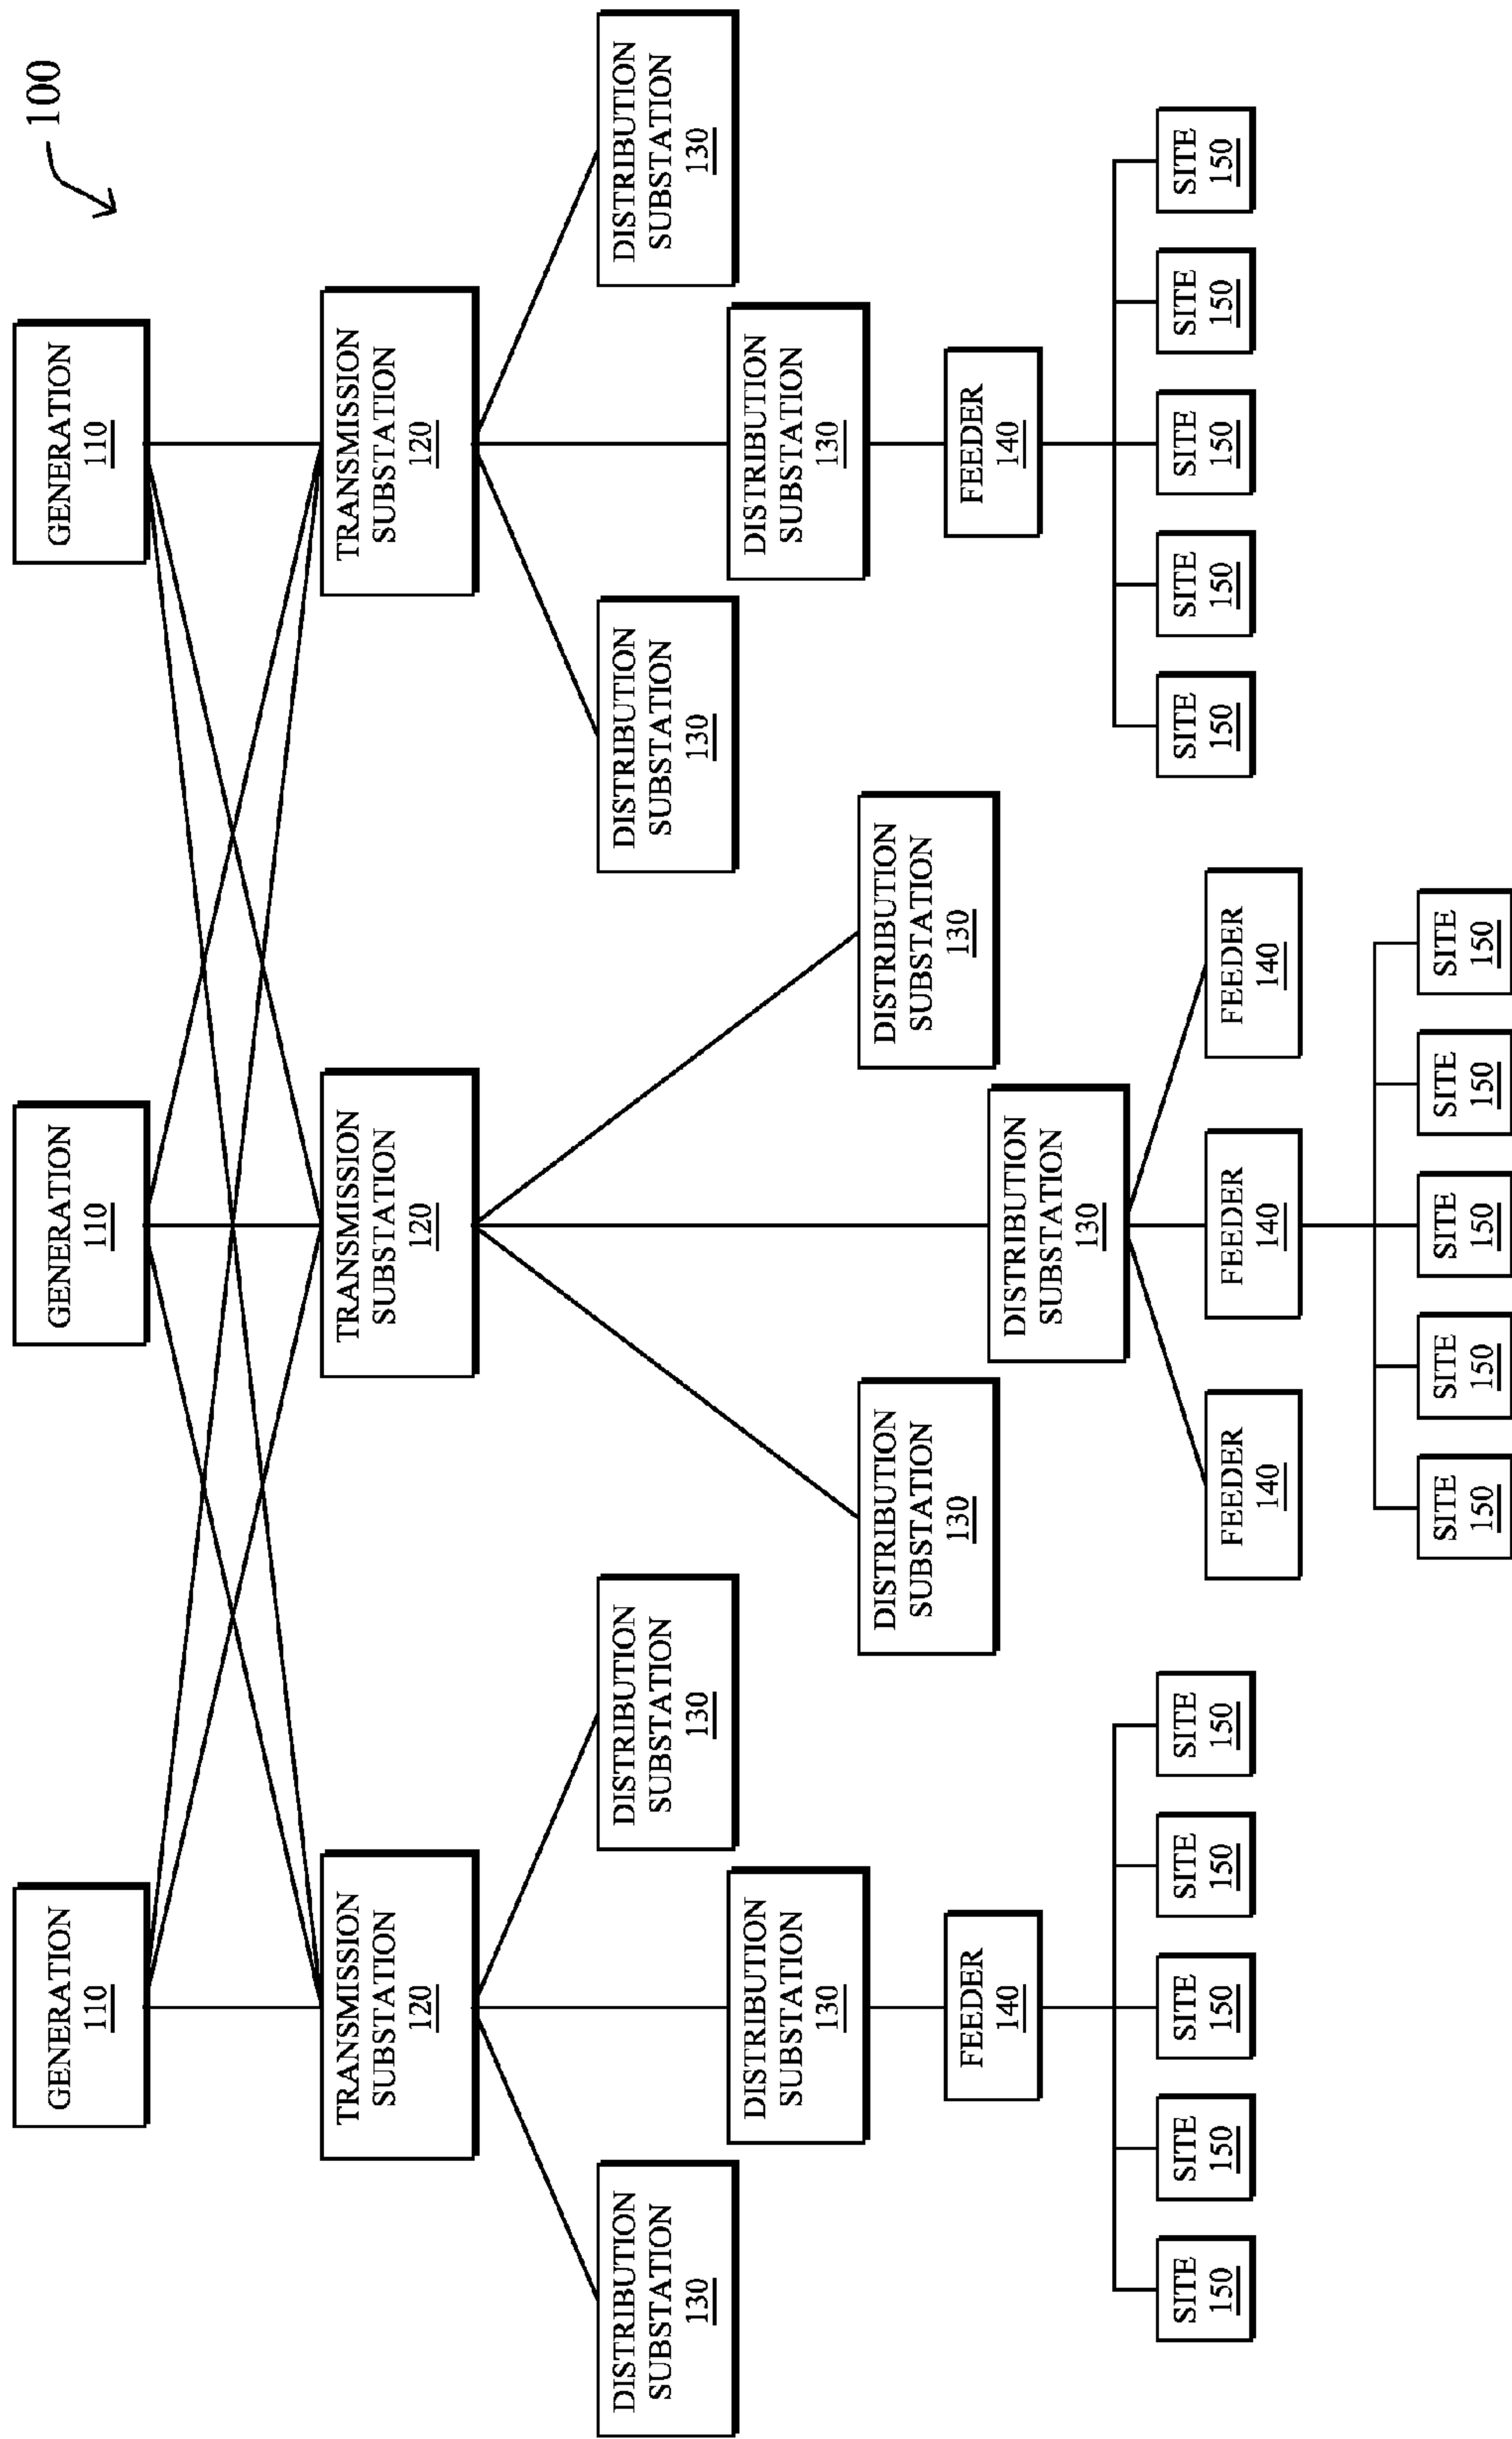 100
GENERATION
110
GENERATION
110
GENERATION
110
TRANSMISSION
SUBSTATION
120
TRANSMISSION
SUBSTATION
120
TRANSMISSION
SUBSTATION
120
DISTRIBUTION
SUBSTATION
130
DISTRIBUTION
SUBSTATION
130
DISTRIBUTION
SUBSTATION
130
DISTRIBUTION
SUBSTATION
130
DISTRIBUTION
SUBSTATION
130
DISTRIBUTION
SUBSTATION
130
DISTRIBUTION
SUBSTATION
130
DISTRIBUTION
SUBSTATION
130
FEEDER
140
FEEDER
140
DISTRIBUTION
SUBSTATION
130
SITE
150
SITE
150
SITE
150
SITE
150
SITE
150
SITE
150
SITE
150
SITE
150
SITE
150
SITE
150
FEEDER
140
FEEDER
140
FEEDER
140
SITE
150
SITE
150
SITE
150
SITE
150
SITE
150